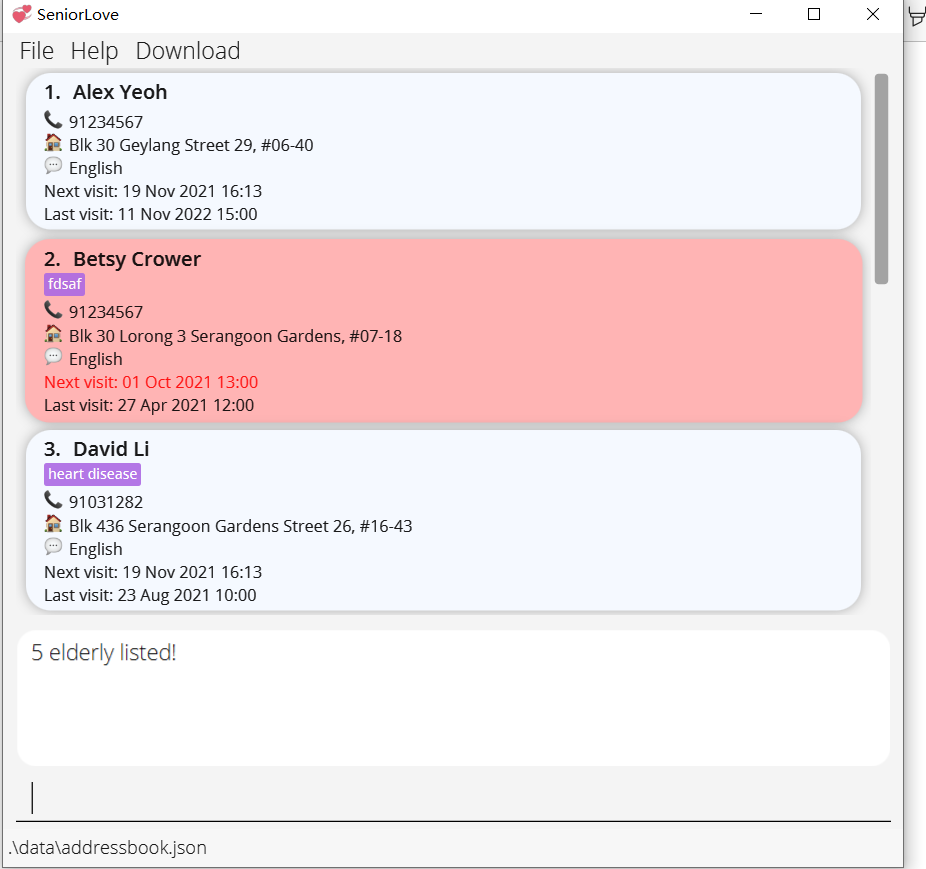 SeniorLove
File Help Download
1. Alex Yeoh
91234567
Blk 30 Geylang Street 29, #06-40
English
Next visit: 19 Nov 2021 16:13
Last visit: 11 Nov 2022 15:00
2. Betsy Crower
fdsaf
91234567
Blk 30 Lorong 3 Serangoon Gardens, #07-18
English
Next visit: 01 Oct 2021 13:00
Last visit: 27 Apr 2021 12:00
3. David Li
heart disease
91031282
Blk 436 Serangoon Gardens Street 26, #16-43
English
Next visit: 19 Nov 2021 16:13
Last visit: 23 Aug 2021 10:00
5 elderly listed!
.\data\addressbook.json